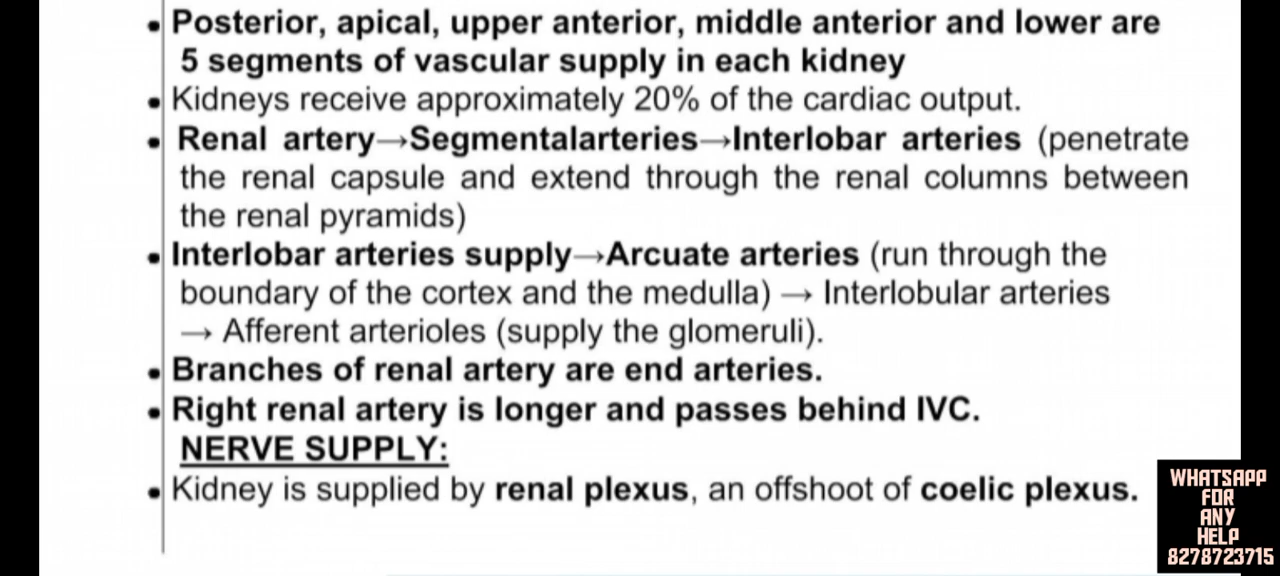 • Posterior, apical, upper anterior, middle anterior and lower are
5 segments of vascular supply in each kidney
• Kidneys receive approximately 20% of the cardiac output.
• Renal artery→Segmentalarteries→Interlobar arteries (penetrate
the renal capsule and extend through the renal columns between
the renal pyramids)
• Interlobar arteries supply→Arcuate arteries (run through the
boundary of the cortex and the medulla) → Interlobular arteries
→ Afferent arterioles (supply the glomeruli).
• Branches of renal artery are end arteries.
• Right renal artery is longer and passes behind IVC.
NERVE SUPPLY:
• Kidney is supplied by renal plexus, an offshoot of coelic plexus.
WHATSAPP
FOR
ANY
HELP
8278723715